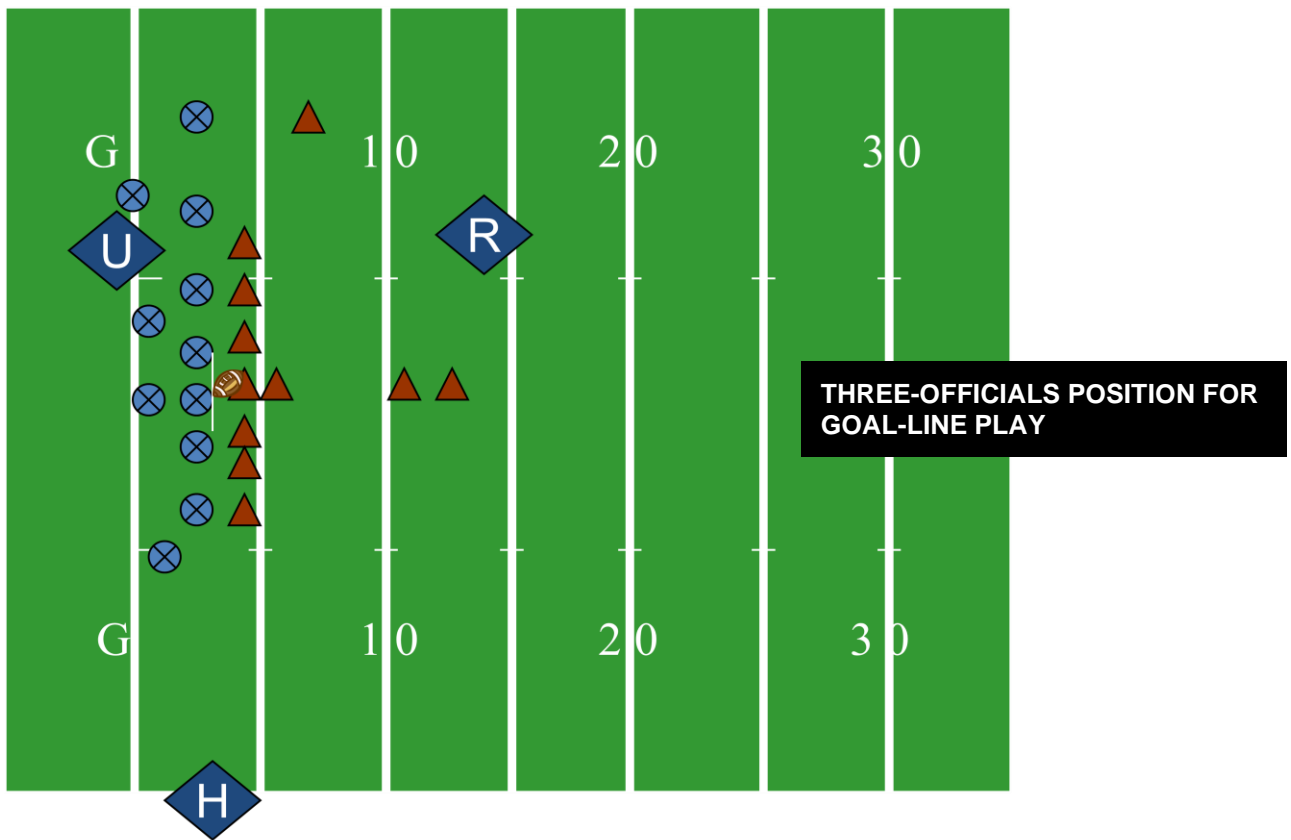 G 10 20 30
U
R
THREE-OFFICIALS POSITION FOR
GOAL-LINE PLAY
G 10 20 30
H